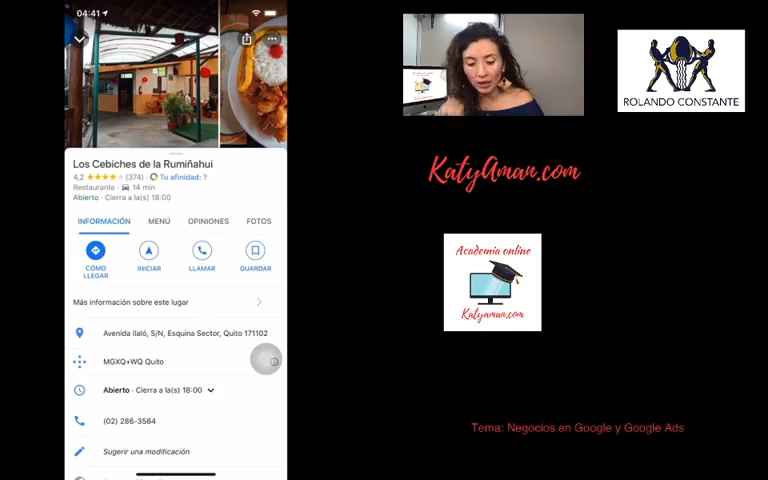 04:41
Los Cebiches de la Rumiñahui
4,2 (374) · Tu afinidad: ?
Restaurante · 14 min
Abierto · Cierra a la(s) 18:00
INFORMACIÓN MENÚ OPINIONES FOTOS
CÓMO LLEGAR INICIAR LLAMAR GUARDAR
Más información sobre este lugar
Avenida Ilaló, S/N, Esquina Sector, Quito 171102
MGXQ+WQ Quito
Abierto · Cierra a la(s) 18:00
(02) 286-3564
Sugerir una modificación
ROLANDO CONSTANTE
KatyAman.com
Academia online
Katyaman.com
Tema: Negocios en Google y Google Ads